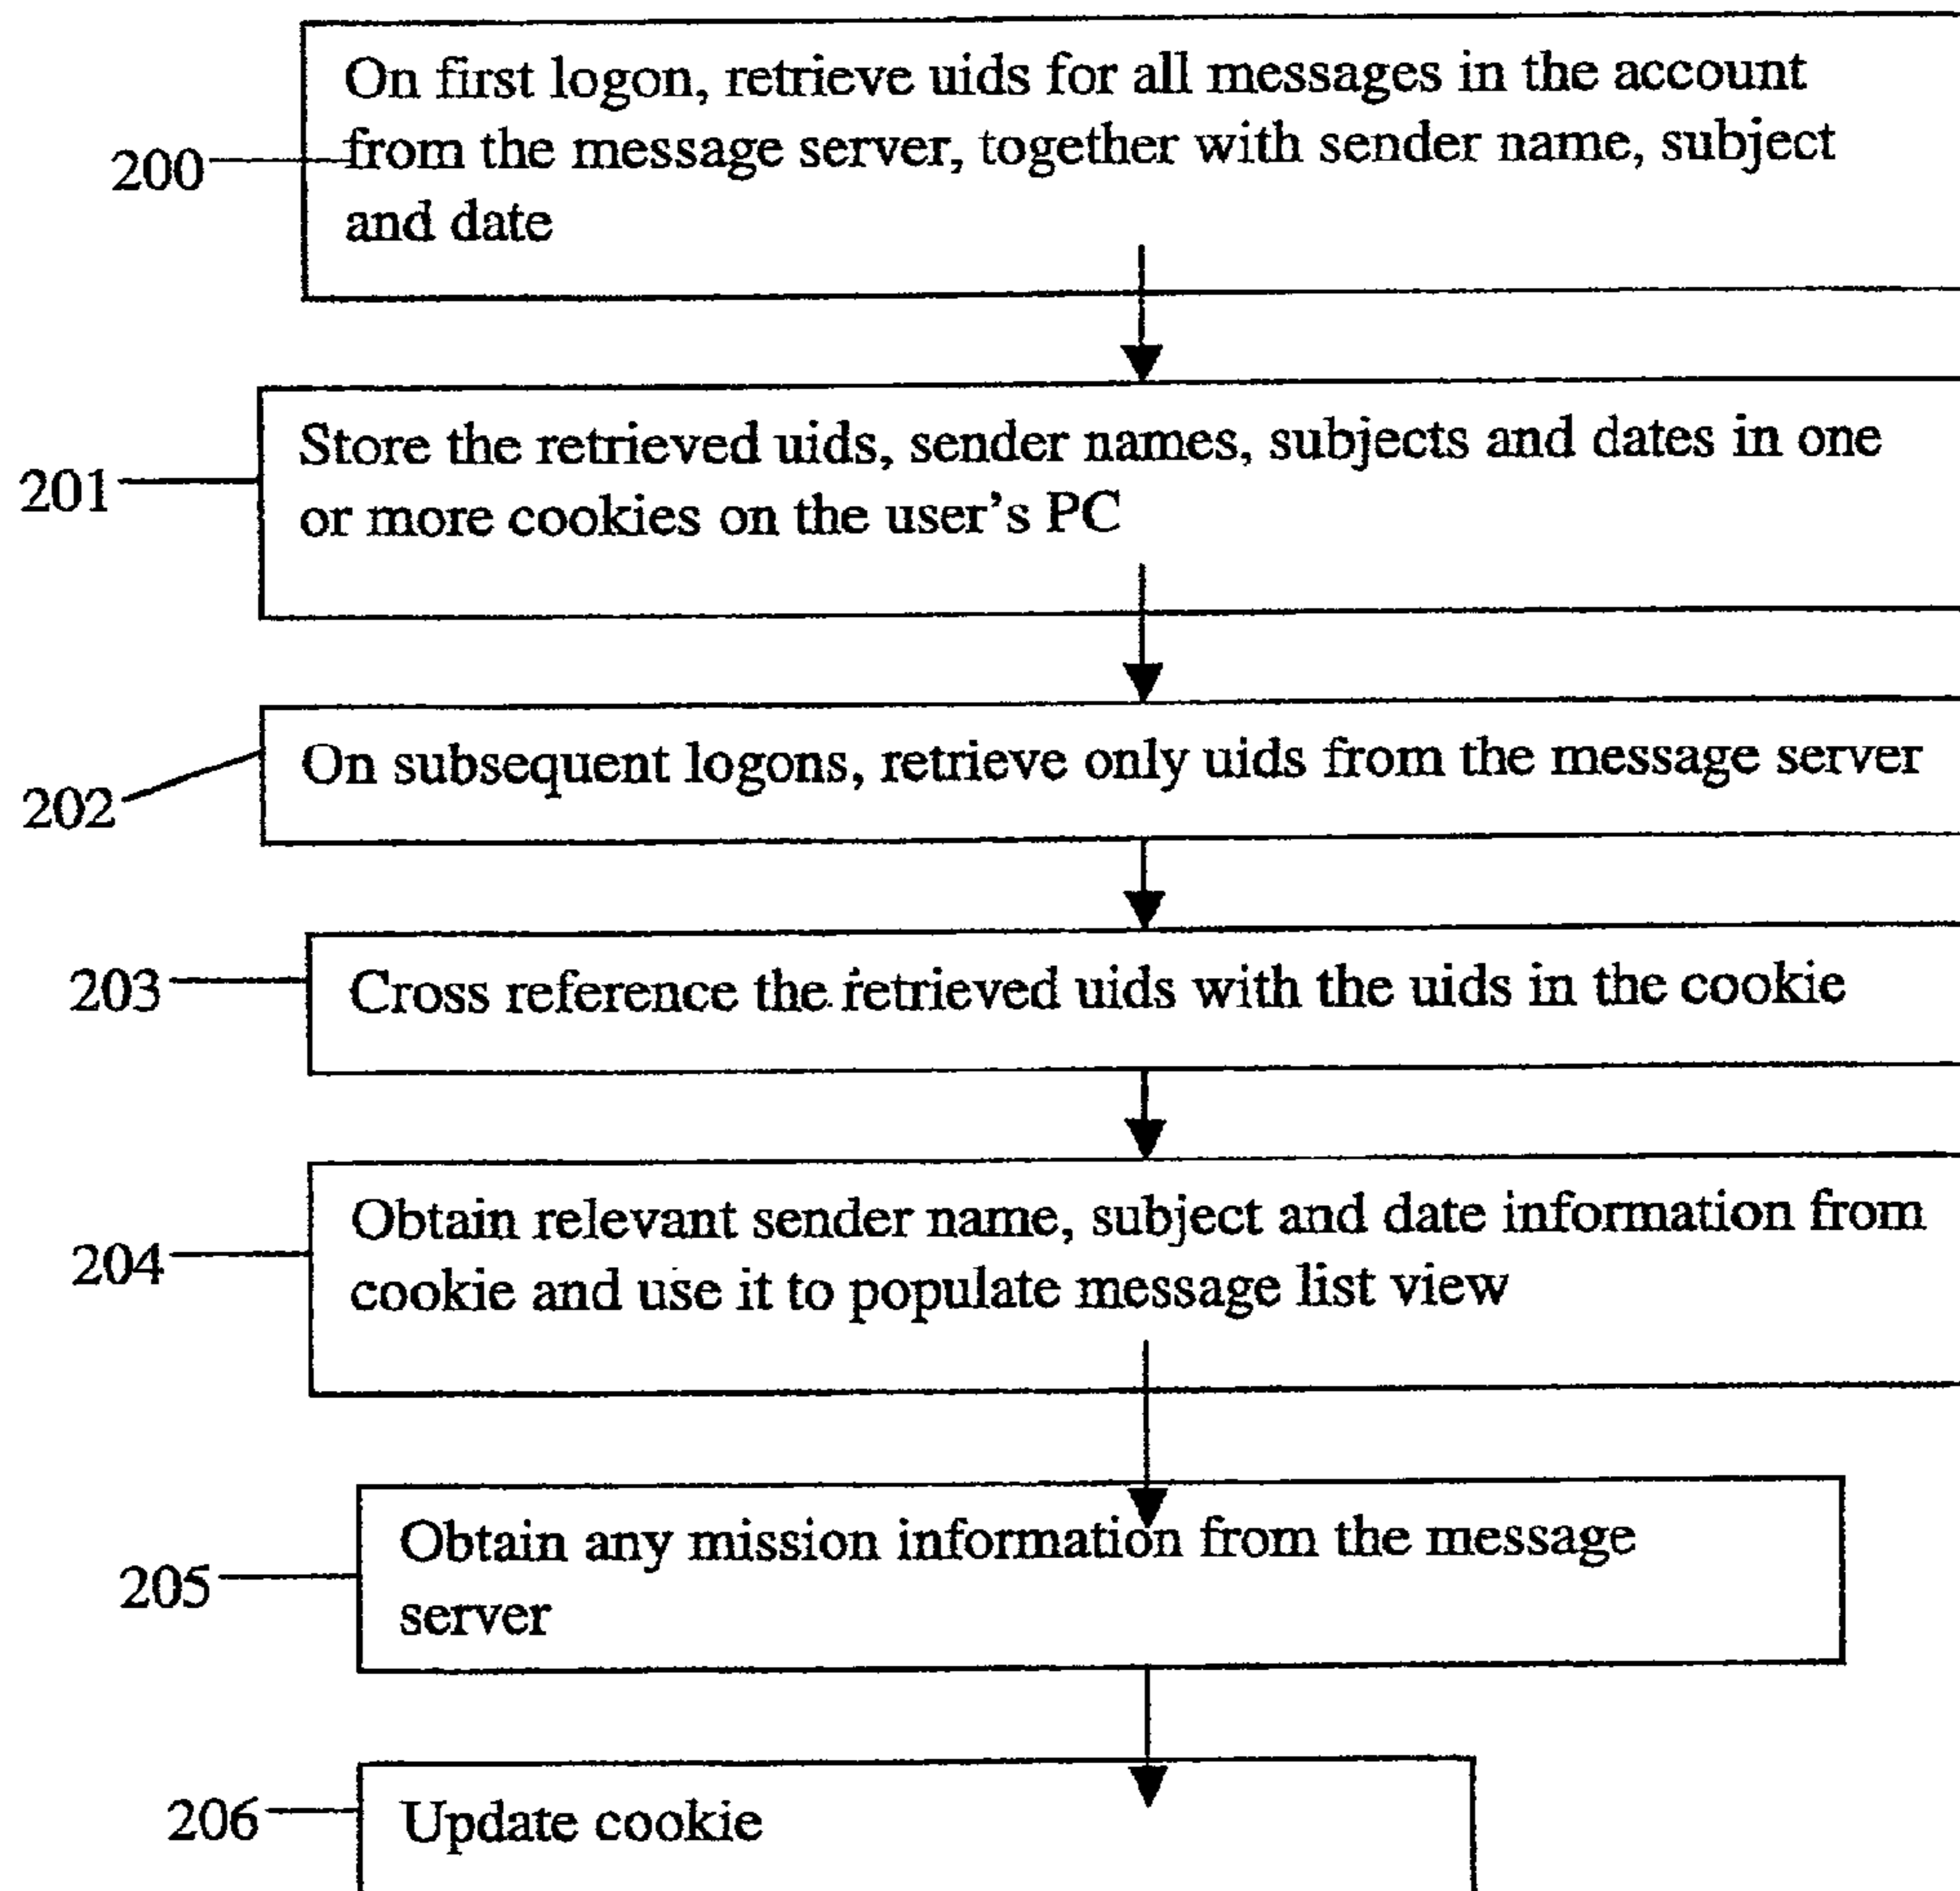 On first logon, retrieve uids for all messages in the account
200 from the message server, together with sender name, subject
and date
Store the retrieved uids, sender names, subjects and dates in one
201
or more cookies on the user's PC
On subsequent logons, retrieve only uids from the message server
202
203 Cross reference the retrieved uids with the uids in the cookie
Obtain relevant sender name, subject and date information from
204
cookie and use it to populate message list view
Obtain any mission information from the message
205
server
206 Update cookie